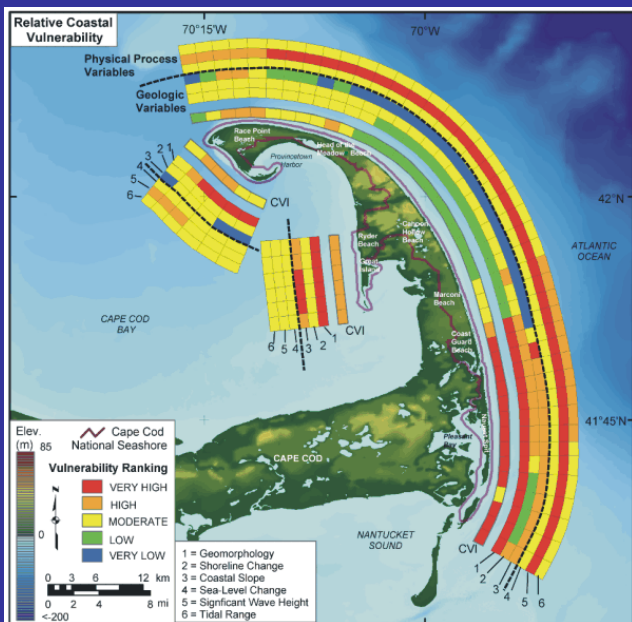 Relative Coastal
Vulnerability
70°15'W
70°W
Physical Process
Variables
Geologic
Variables
Race Point
Beach
Provincetown
Harbor
Head of the
Meadow Beach
42°N
1
2
3
4
5
6
CVI
Ryder
Beach
Great
Island
Beach
ATLANTIC
OCEAN
Marconi
Beach
CAPE COD
BAY
CVI
6
5
4
3
2
1
Coast
Guard
Beach
41°45'N
Pleasant
Bay
CAPE COD
NANTUCKET
SOUND
CVI
1
2
3
4
5
6
Elev.
(m)
85
0
<-200
Cape Cod
National Seashore
Vulnerability Ranking
VERY HIGH
HIGH
MODERATE
LOW
VERY LOW
N
0 3 6 12
km
0 2 4 8
mi
1 = Geomorphology
2 = Shoreline Change
3 = Coastal Slope
4 = Sea-Level Change
5 = Signficant Wave Height
6 = Tidal Range